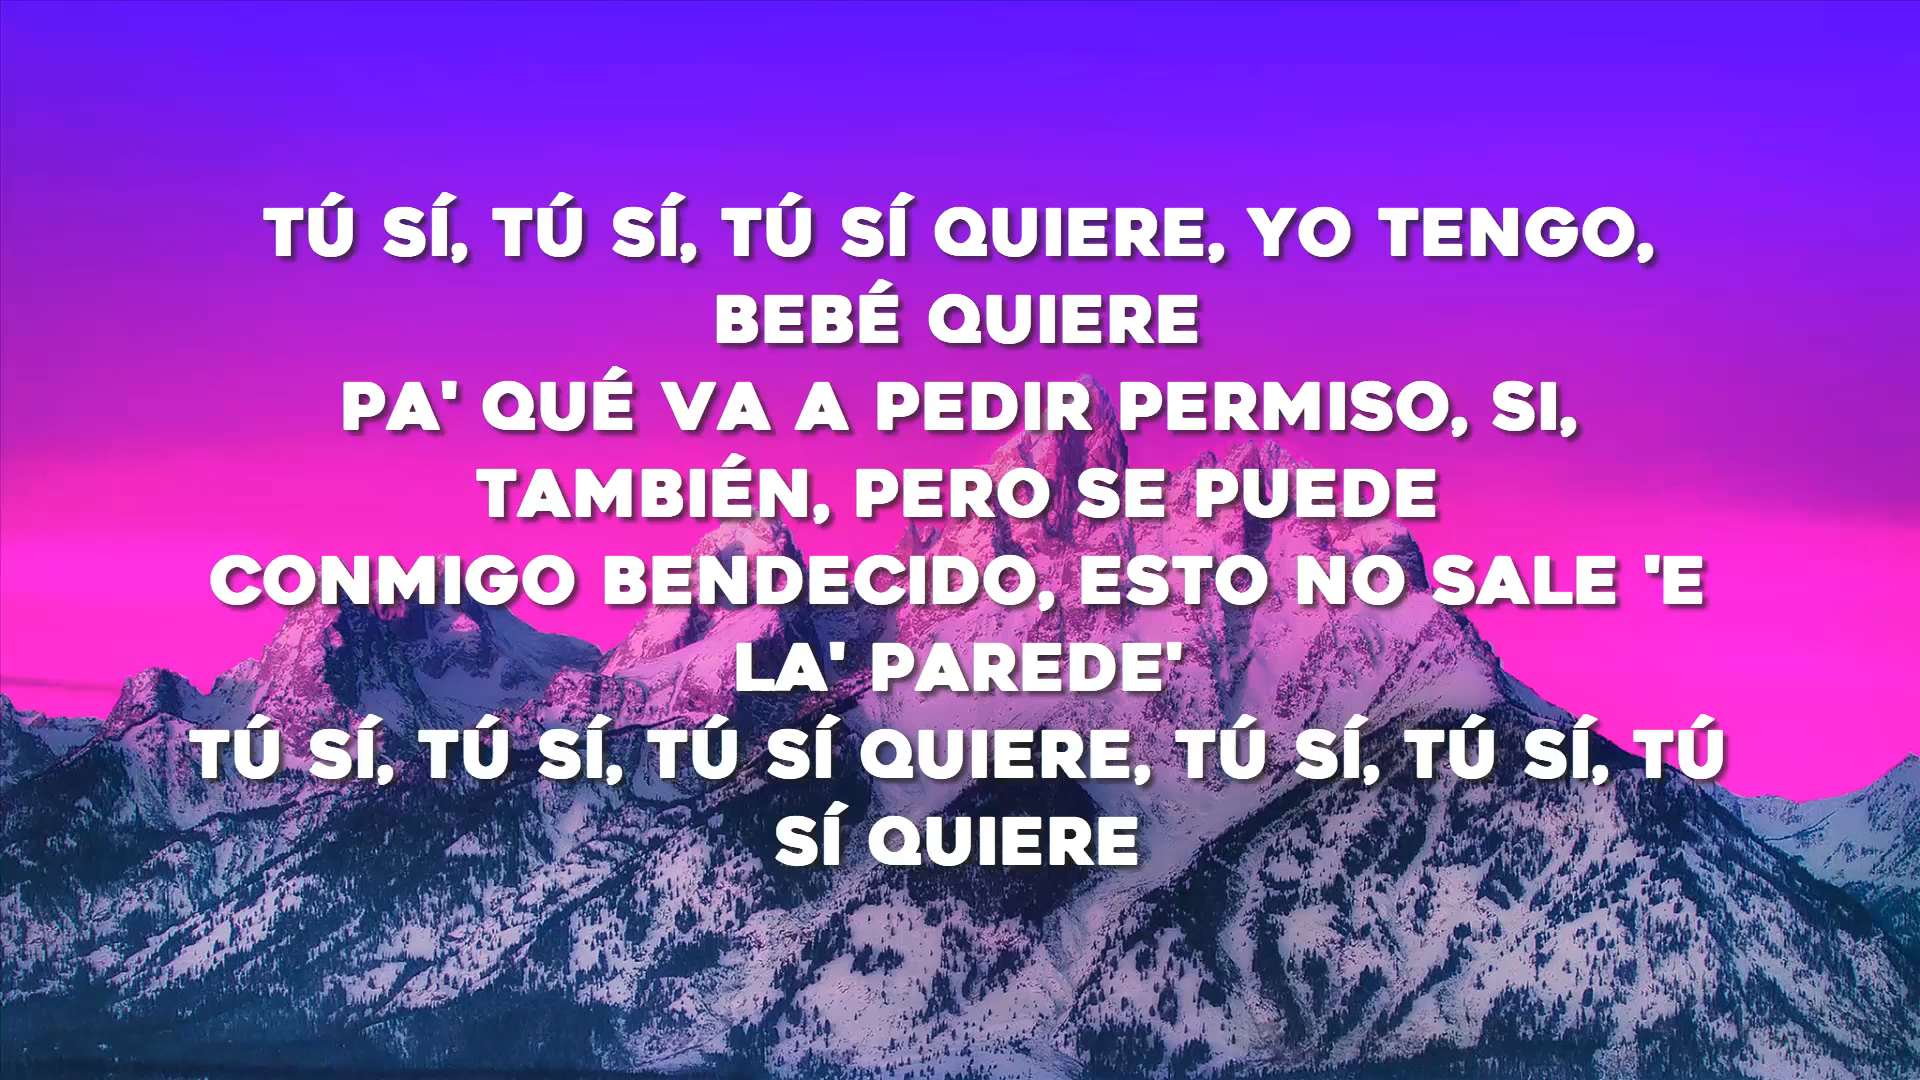 TÚ SÍ, TÚ SÍ, TÚ SÍ QUIERE, YO TENGO,
BEBÉ QUIERE
PA' QUÉ VA A PEDIR PERMISO, SI,
TAMBIÉN, PERO SE PUEDE
CONMIGO BENDECIDO, ESTO NO SALE 'E
LA' PAREDE'
TÚ SÍ, TÚ SÍ, TÚ SÍ QUIERE, TÚ SÍ, TÚ SÍ, TÚ
SÍ QUIERE